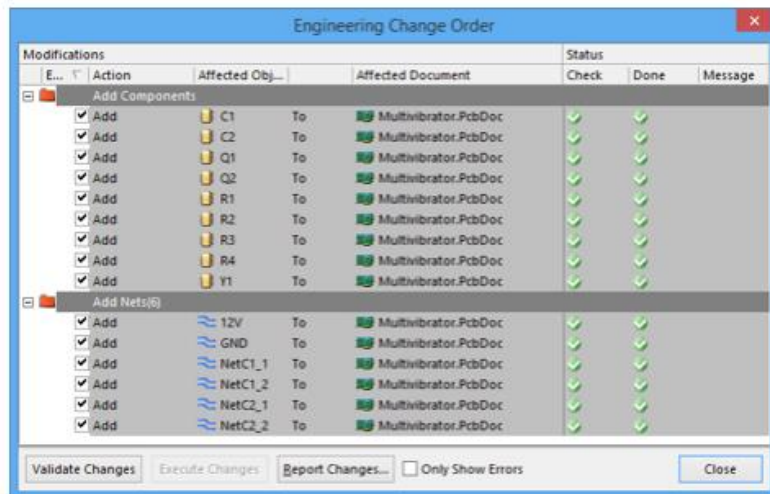 Engineering Change Order
Modifications Status
E... Action Affected Obj... Affected Document Check Done Message
Add Components
Add C1 To Multivibrator.PcbDoc
Add C2 To Multivibrator.PcbDoc
Add Q1 To Multivibrator.PcbDoc
Add Q2 To Multivibrator.PcbDoc
Add R1 To Multivibrator.PcbDoc
Add R2 To Multivibrator.PcbDoc
Add R3 To Multivibrator.PcbDoc
Add R4 To Multivibrator.PcbDoc
Add Y1 To Multivibrator.PcbDoc
Add Nets(6)
Add 12V To Multivibrator.PcbDoc
Add GND To Multivibrator.PcbDoc
Add NetC1_1 To Multivibrator.PcbDoc
Add NetC1_2 To Multivibrator.PcbDoc
Add NetC2_1 To Multivibrator.PcbDoc
Add NetC2_2 To Multivibrator.PcbDoc
Validate Changes Execute Changes Report Changes... Only Show Errors Close